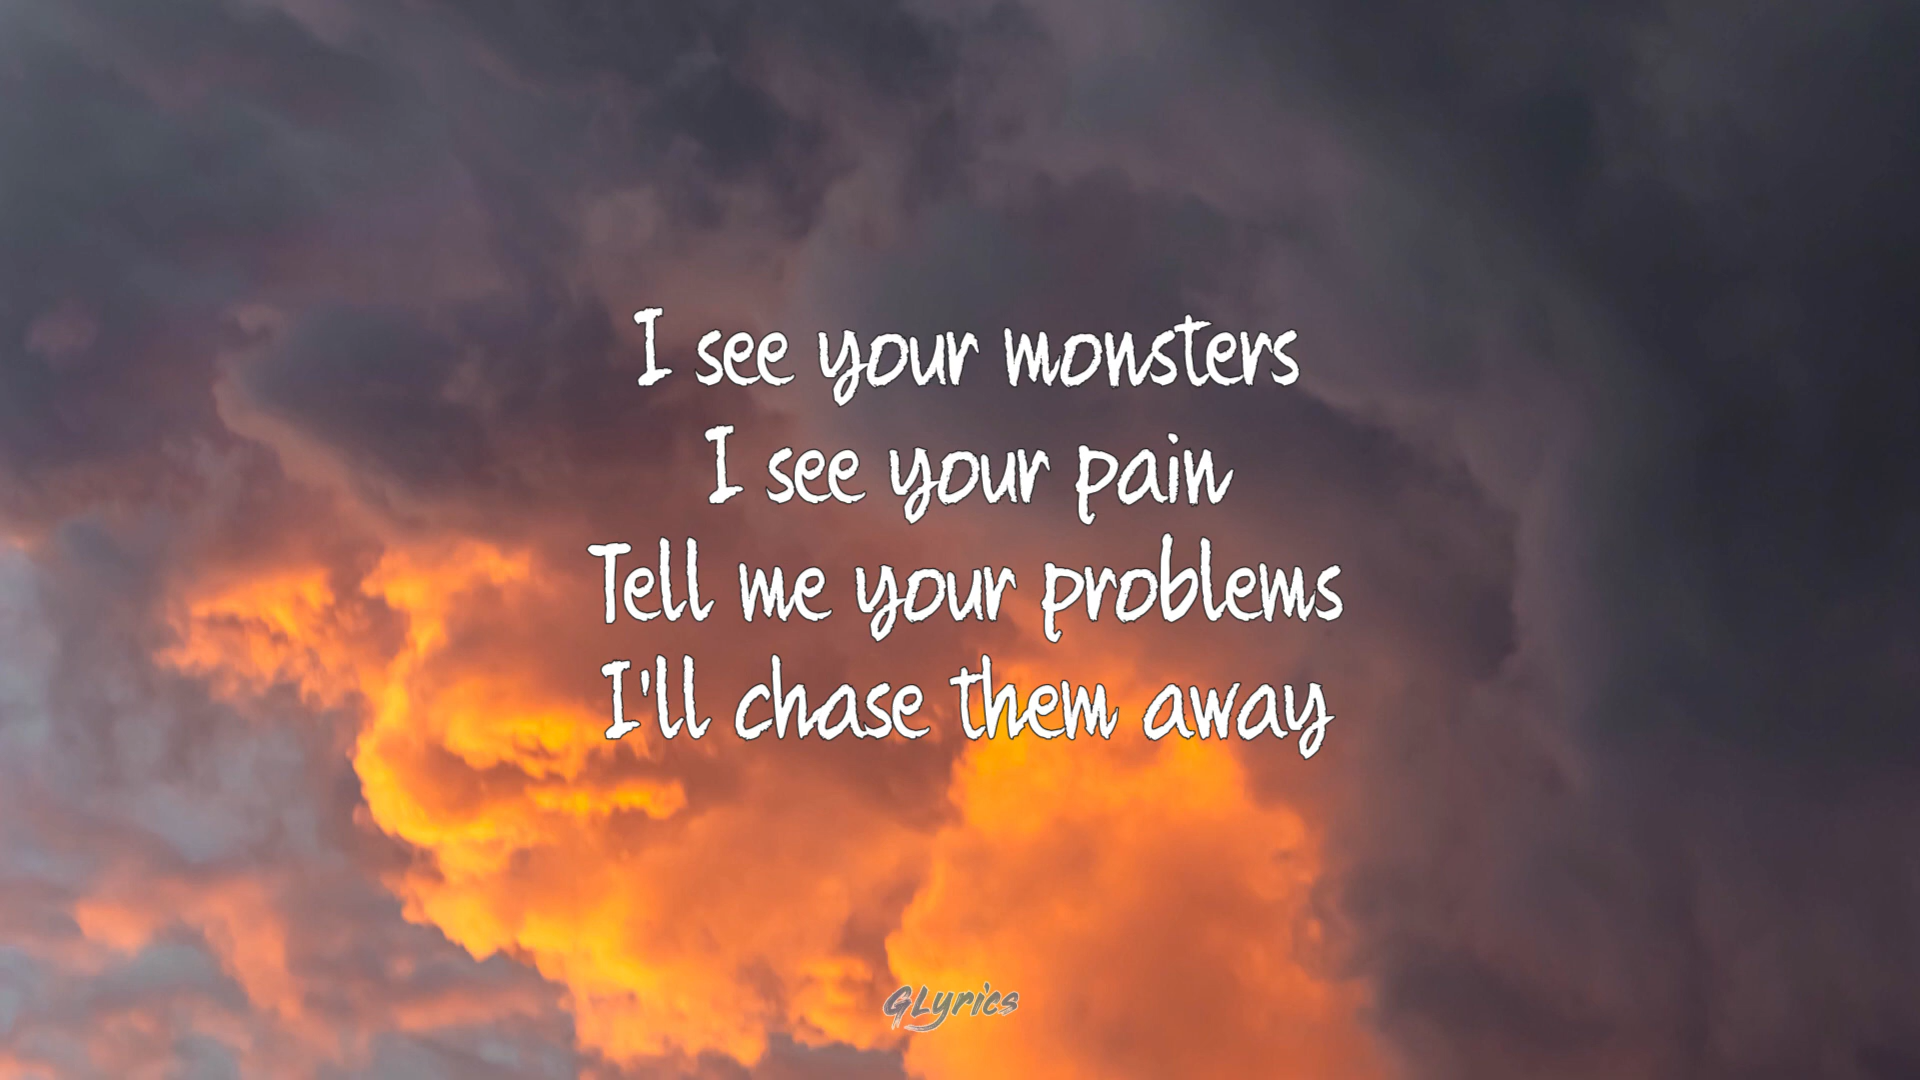 I see your monsters
I see your pain
Tell me your problems
I'll chase them away
GLyrics